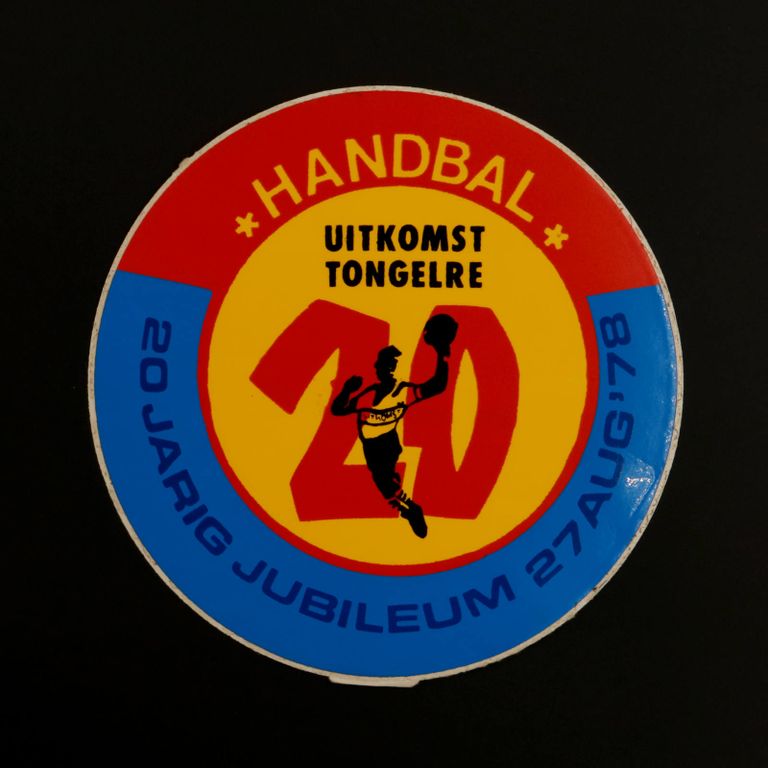 * HANDBAL *
UITKOMST
TONGELRE
20
20 JARIG JUBILEUM 27 AUG '78